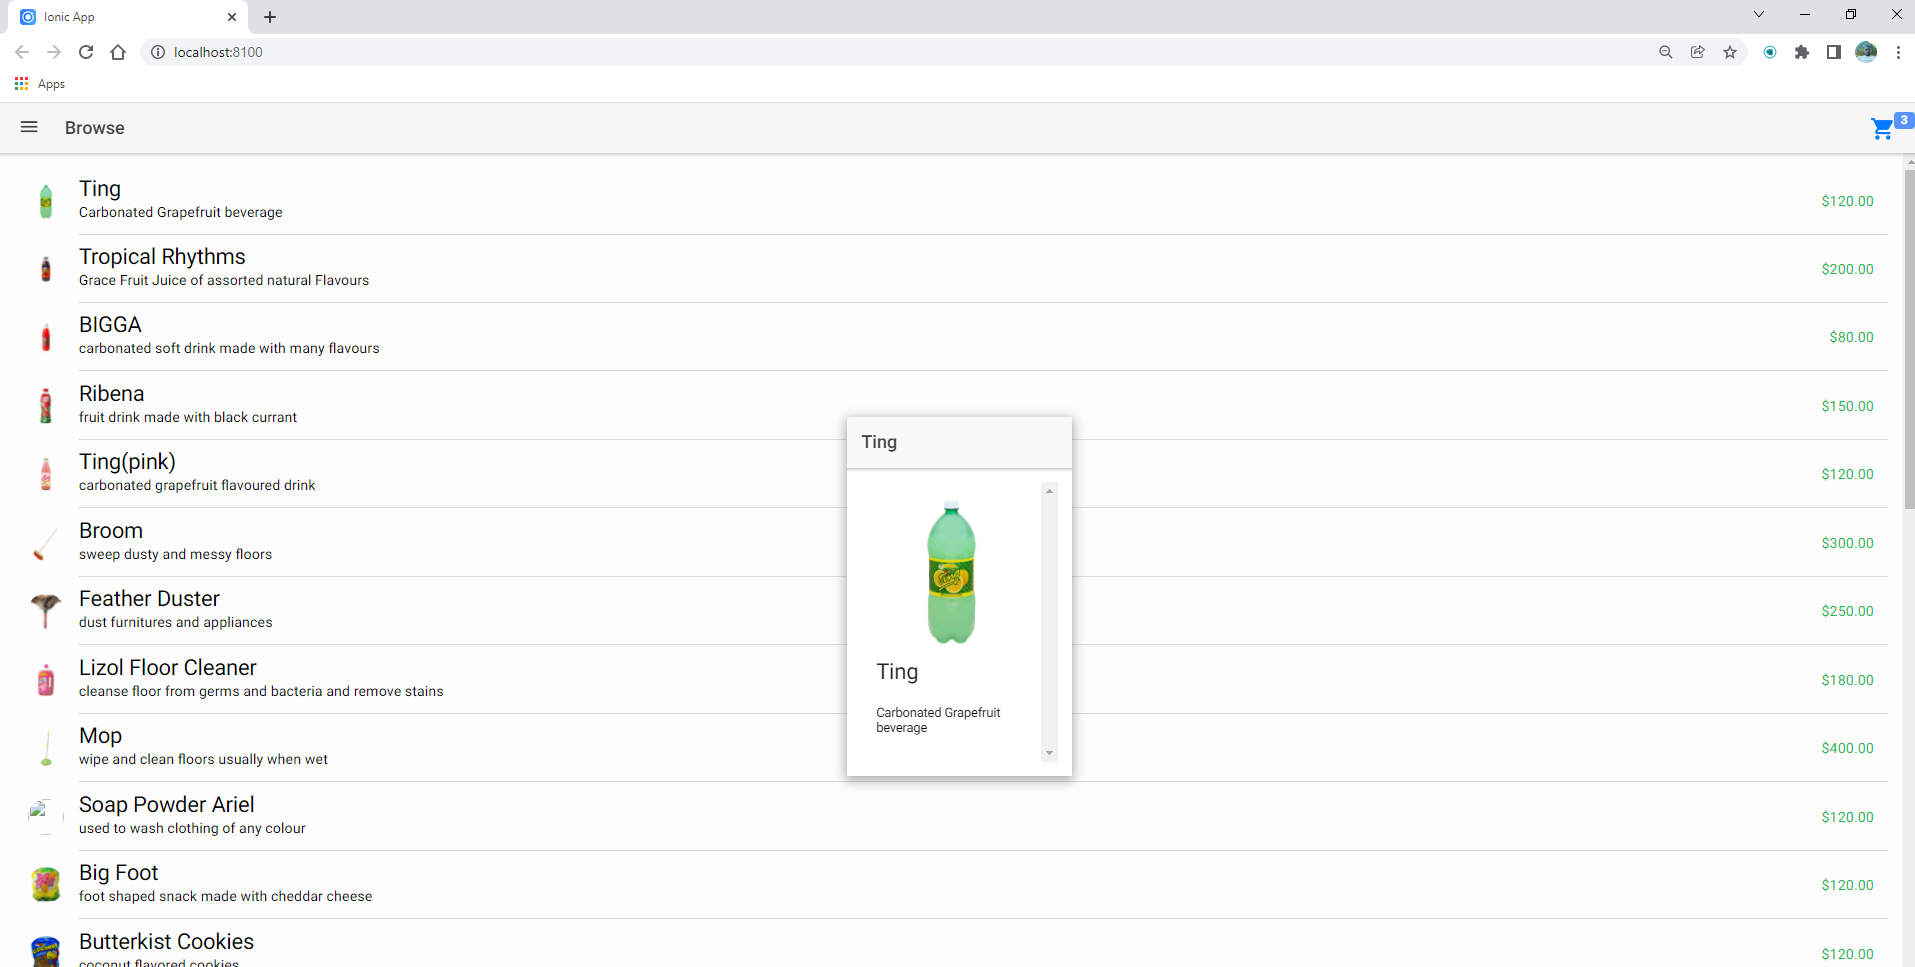 Ionic App
localhost:8100
Apps
Browse
3
Ting
Carbonated Grapefruit beverage
$120.00
Tropical Rhythms
Grace Fruit Juice of assorted natural Flavours
$200.00
BIGGA
carbonated soft drink made with many flavours
$80.00
Ribena
fruit drink made with black currant
$150.00
Ting(pink)
carbonated grapefruit flavoured drink
$120.00
Broom
sweep dusty and messy floors
$300.00
Feather Duster
dust furnitures and appliances
$250.00
Lizol Floor Cleaner
cleanse floor from germs and bacteria and remove stains
$180.00
Mop
wipe and clean floors usually when wet
$400.00
Soap Powder Ariel
used to wash clothing of any colour
$120.00
Big Foot
foot shaped snack made with cheddar cheese
$120.00
Butterkist Cookies
coconut flavored cookies
$120.00
Ting
Ting
Carbonated Grapefruit
beverage